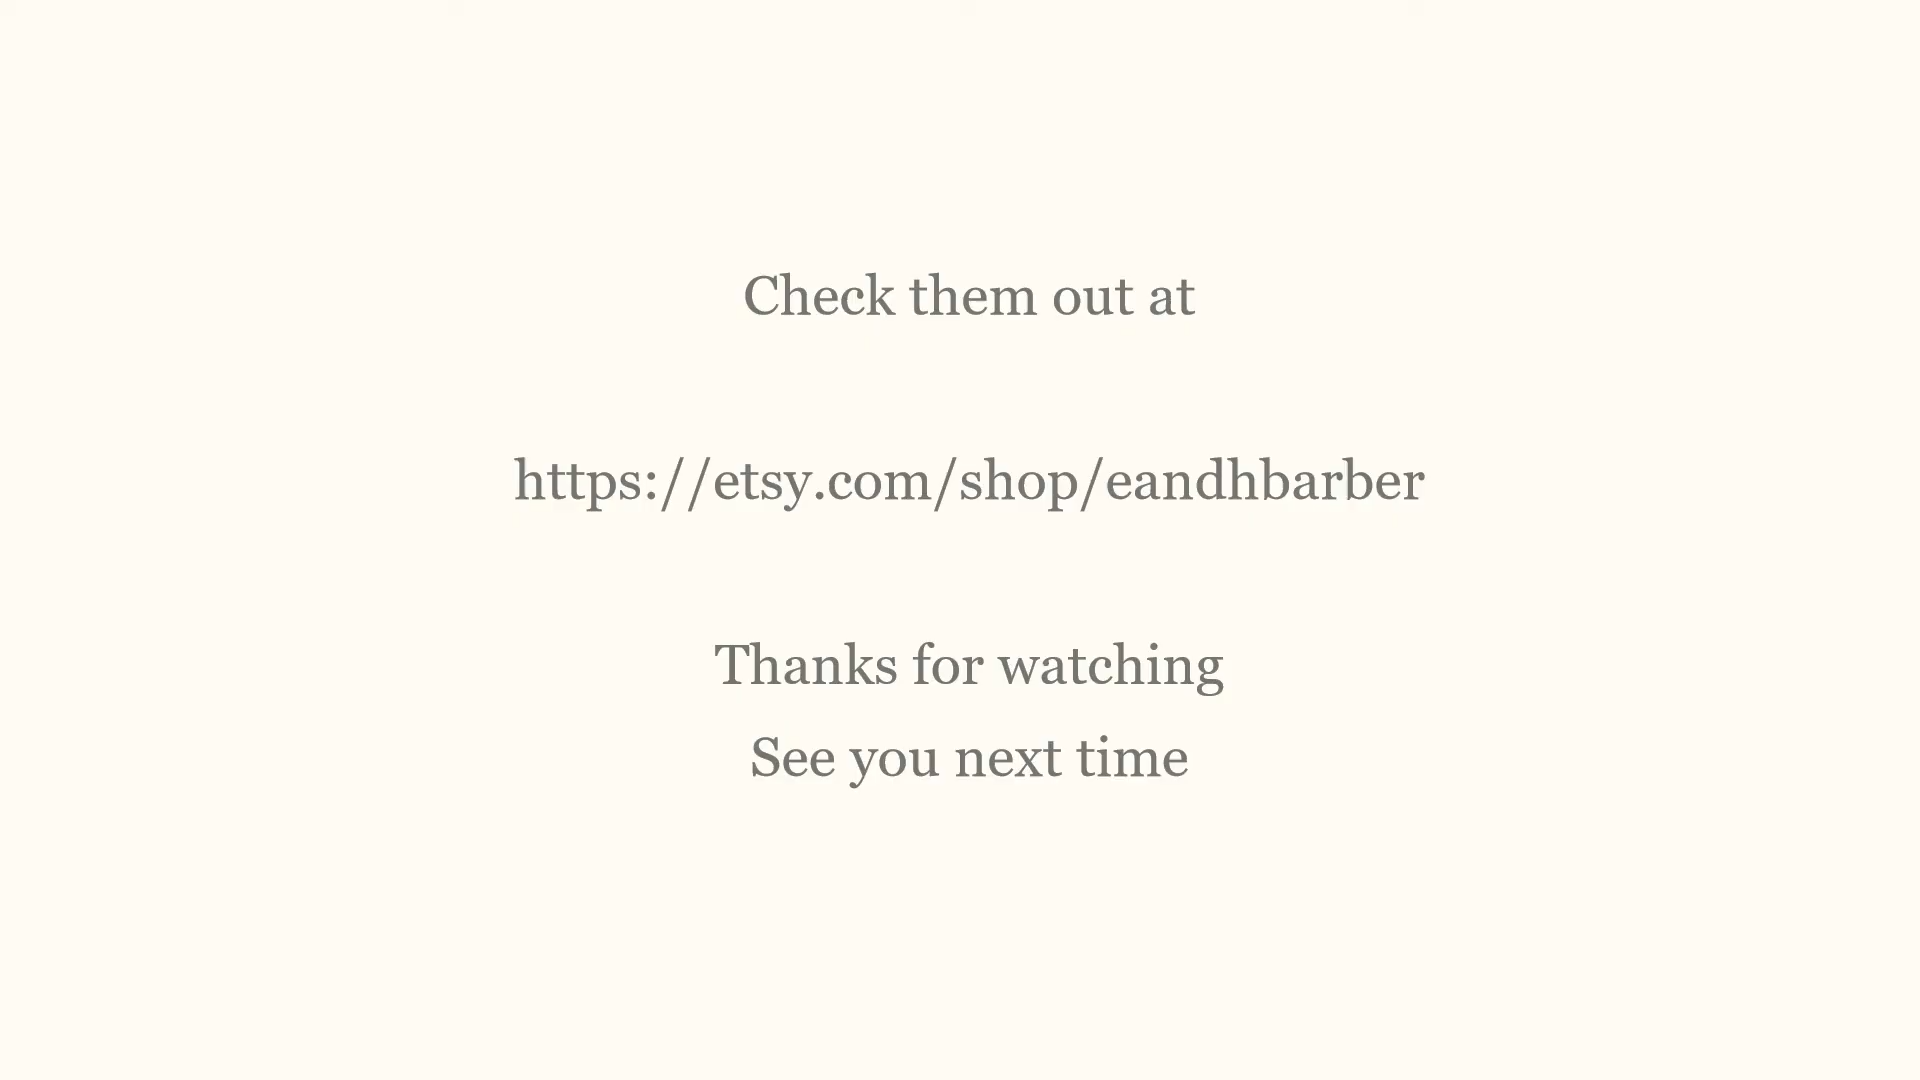 Check them out at
https://etsy.com/shop/eandhbarber
Thanks for watching
See you next time